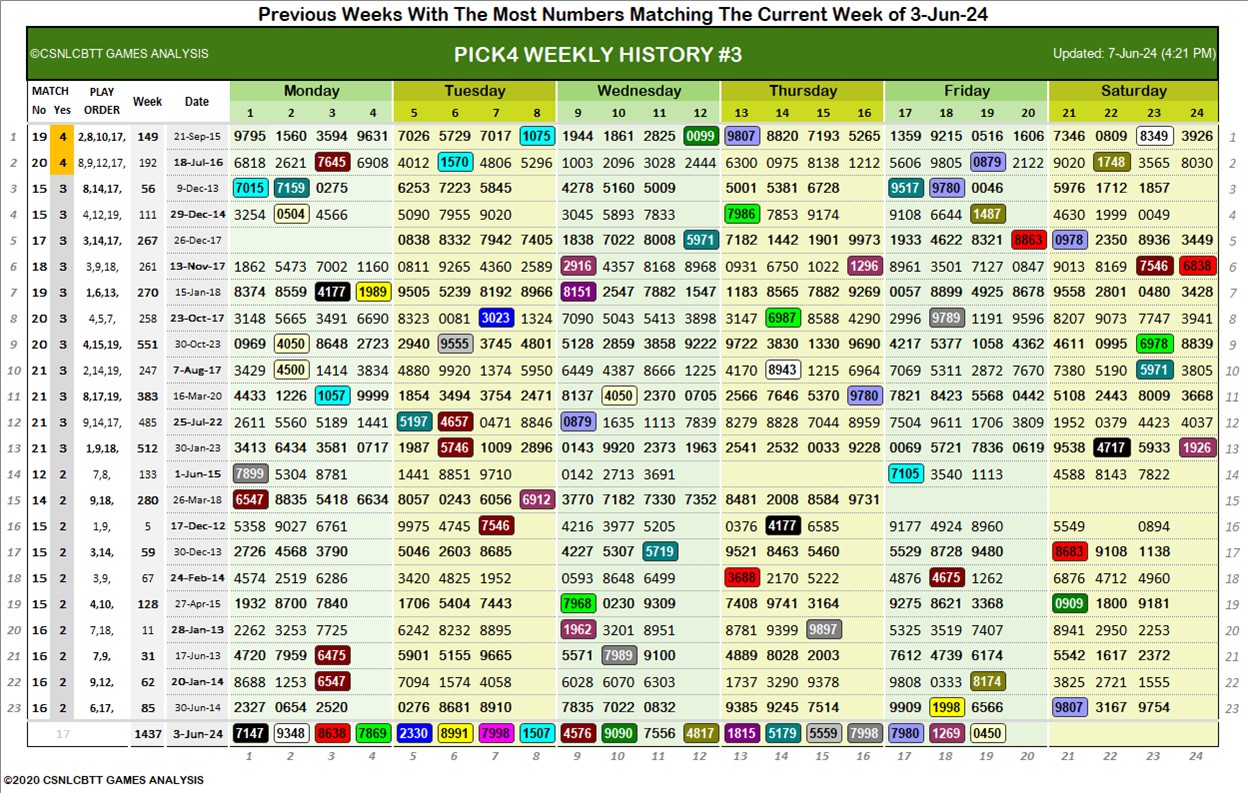 Previous Weeks With The Most Numbers Matching The Current Week of 3-Jun-24
©CSNLCBTT GAMES ANALYSIS PICK4 WEEKLY HISTORY #3 Updated: 7-Jun-24 (4:21 PM)
MATCH PLAY Week Date Monday Tuesday Wednesday Thursday Friday Saturday
No Yes ORDER 1 2 3 4 5 6 7 8 9 10 11 12 13 14 15 16 17 18 19 20 21 22 23 24
1 19 4 2,8,10,17, 149 21-Sep-15 9795 1560 3594 9631 7026 5729 7017 1075 1944 1861 2825 0099 9807 8820 7193 5265 1359 9215 0516 1606 7346 0809 8349 3926 1
2 20 4 8,9,12,17, 192 18-Jul-16 6818 2621 7645 6908 4012 1570 4806 5296 1003 2096 3028 2444 6300 0975 8138 1212 5606 9805 0879 2122 9020 1748 3565 8030 2
3 15 3 8,14,17, 56 9-Dec-13 7015 7159 0275 6253 7223 5845 4278 5160 5009 5001 5381 6728 9517 9780 0046 5976 1712 1857 3
4 15 3 4,12,19, 111 29-Dec-14 3254 0504 4566 5090 7955 9020 3045 5893 7833 7986 7853 9174 9108 6644 1487 4630 1999 0049 4
5 17 3 3,14,17, 267 26-Dec-17 0838 8332 7942 7405 1838 7022 8008 5971 7182 1442 1901 9973 1933 4622 8321 8863 0978 2350 8936 3449 5
6 18 3 3,9,18, 261 13-Nov-17 1862 5473 7002 1160 0811 9243 4360 2589 2916 4357 8168 8968 0931 6750 1022 1296 8961 3501 7127 0847 9013 8169 7546 6838 6
7 19 3 1,6,13, 270 15-Jan-18 8374 8559 4177 1989 9505 6539 8192 8966 8151 2547 7882 1547 1183 8565 7882 9269 0057 8899 4925 8378 9558 2801 0480 3428 7
8 20 3 4,5,7, 258 23-Oct-17 3148 5665 3491 6690 8323 0081 3023 1324 7090 5043 5413 3898 3147 6987 8588 4290 2998 9789 1191 9596 8207 9073 7747 3941 8
9 20 3 4,15,19, 551 30-Oct-23 0969 4050 8648 2723 2940 9555 3745 4801 5128 2859 3858 9222 9722 3830 1330 9690 4217 5377 1058 4362 4611 0995 6978 8839 9
10 21 3 2,14,19, 247 7-Aug-17 3429 4500 1414 3834 4880 9920 1374 5950 6449 4387 8666 1225 4170 8943 1215 6964 7069 5311 2872 7670 7380 5190 5971 3805 10
11 21 3 8,17,19, 383 16-Mar-20 4433 1226 1057 9999 1854 3494 3754 2471 8137 4050 2370 0705 2566 7646 5370 9780 7821 8423 5568 0442 5108 2443 8009 3668 11
12 21 3 9,14,17, 485 25-Jul-22 2611 5560 5189 1441 5197 4657 0471 8846 0879 1635 1113 7839 8279 8828 7044 8959 7504 9611 1706 3809 1952 0379 4423 4037 12
13 21 3 1,9,18, 512 30-Jan-23 3413 6434 3581 0717 1987 5746 1009 2896 0143 9920 2373 1963 2541 2532 0033 9228 0069 5721 7836 0619 9538 4717 5933 1926 13
14 12 2 7,8, 133 1-Jun-15 7899 5304 8781 1441 8851 9710 0142 2713 3691 7105 3540 1113 4588 8143 7822 14
15 14 2 9,18, 280 26-Mar-18 6547 8835 5418 6634 8057 0243 6056 6912 3770 7182 7330 7352 8481 2008 8584 9731 15
16 15 2 1,9, 5 17-Dec-12 5358 9027 6761 9975 4745 7546 4216 3977 5205 0376 4177 6585 9177 4924 8960 5549 0894 16
17 15 2 3,14, 59 30-Dec-13 2726 4568 3790 5046 2603 8685 4227 5307 5719 9521 8463 5460 5529 8728 9480 8683 9108 1138 17
18 15 2 3,9, 67 24-Feb-14 4574 2519 6286 3420 4825 1952 0593 8648 6499 3688 2170 5222 4876 4675 1262 6876 4712 4960 18
19 15 2 4,10, 128 27-Apr-15 1932 8700 7840 1706 5404 7443 7968 0230 9309 7408 9741 3164 9275 8621 3368 0909 1800 9181 19
20 16 2 7,18, 11 28-Jan-13 2262 3253 7725 6242 8232 8895 1962 3201 8951 8781 9399 9897 5325 3519 7407 8941 2950 2253 20
21 16 2 7,9, 31 17-Jun-13 4720 7959 6475 5901 5155 9665 5571 7989 9100 4889 8028 2003 7612 4739 6174 5542 1617 2372 21
22 16 2 9,12, 62 20-Jan-14 8688 1253 6547 7094 1574 4058 6028 6070 6303 1737 3290 9378 9808 0333 8174 3825 2721 1555 22
23 16 2 6,17, 85 30-Jun-14 2327 0654 2520 0276 8681 8910 7835 7022 0832 9385 9245 7514 9909 1998 6566 9807 3167 9754 23
17 1437 3-Jun-24 7147 9348 8638 7869 2330 8991 7998 1507 4576 9090 7556 4817 1815 5179 5559 7998 7980 1269 0450
1 2 3 4 5 6 7 8 9 10 11 12 13 14 15 16 17 18 19 20 21 22 23 24
©2020 CSNLCBTT GAMES ANALYSIS